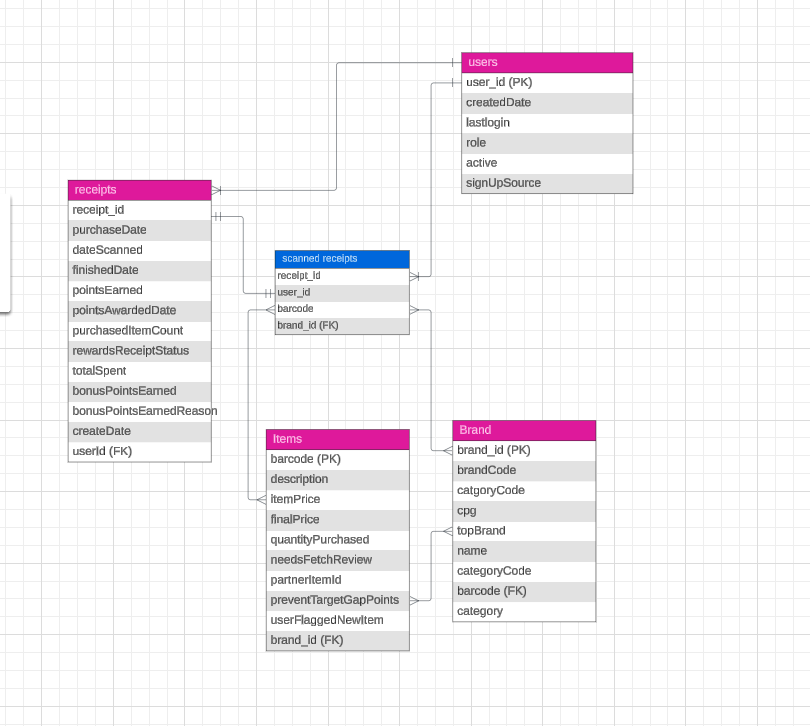 users
user_id (PK)
createdDate
lastlogin
role
active
signUpSource
receipts
receipt_id
purchaseDate
dateScanned
finishedDate
pointsEarned
pointsAwardedDate
purchasedItemCount
rewardsReceiptStatus
totalSpent
bonusPointsEarned
bonusPointsEarnedReason
createDate
userId (FK)
scanned receipts
receipt_id
user_id
barcode
brand_id (FK)
Items
barcode (PK)
description
itemPrice
finalPrice
quantityPurchased
needsFetchReview
partnerItemId
preventTargetGapPoints
userFlaggedNewItem
brand_id (FK)
Brand
brand_id (PK)
brandCode
catgoryCode
cpg
topBrand
name
categoryCode
barcode (FK)
category